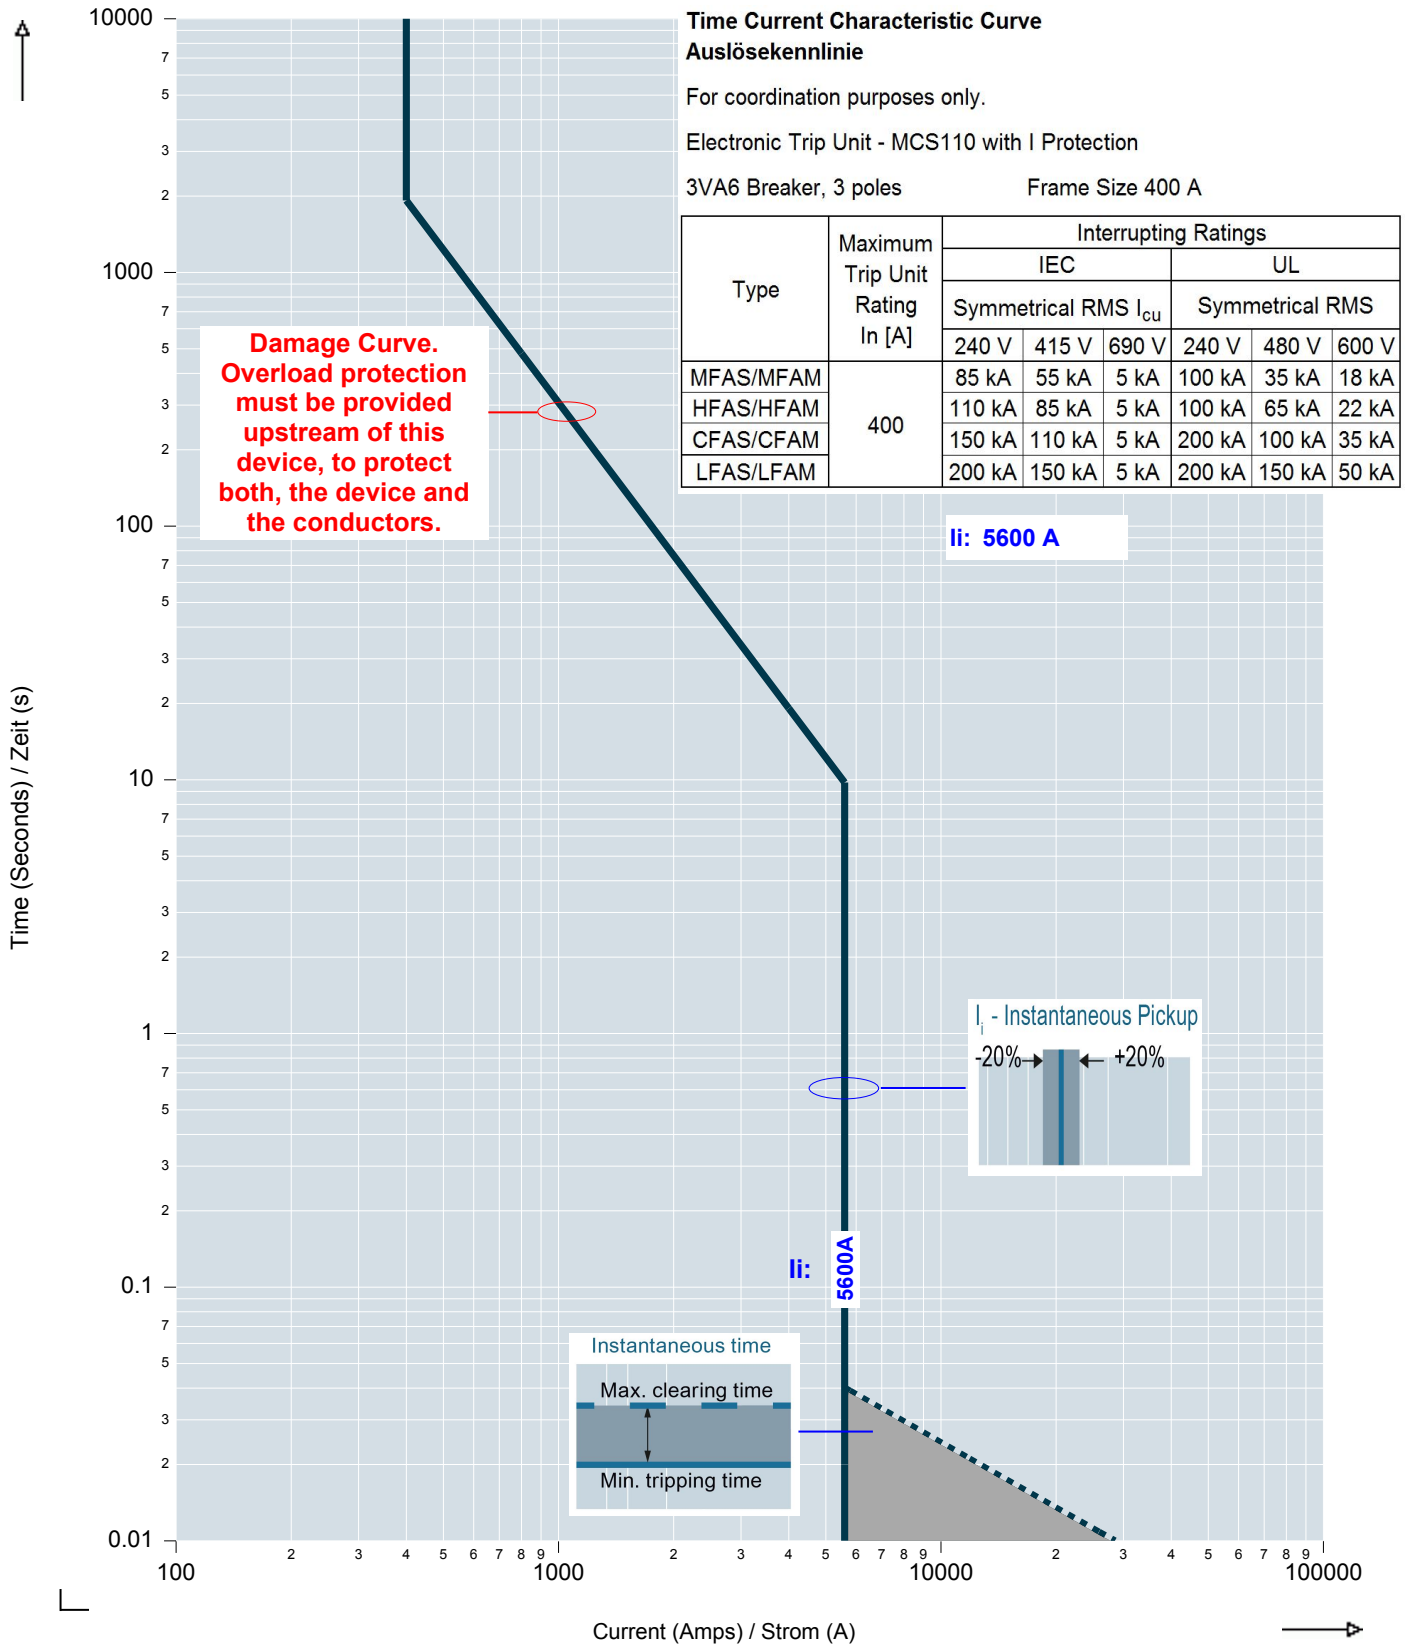 Time Current Characteristic Curve
Auslösekennlinie
For coordination purposes only.
Electronic Trip Unit - MCS110 with I Protection
3VA6 Breaker, 3 poles Frame Size 400 A
Type
Maximum
Trip Unit
Rating
In [A]
Interrupting Ratings
IEC UL
Symmetrical RMS Icu Symmetrical RMS
240 V 415 V 690 V 240 V 480 V 600 V
MFAS/MFAM 85 kA 55 kA 5 kA 100 kA 35 kA 18 kA
HFAS/HFAM 110 kA 85 kA 5 kA 100 kA 65 kA 22 kA
400
CFAS/CFAM 150 kA 110 kA 5 kA 200 kA 100 kA 35 kA
LFAS/LFAM 200 kA 150 kA 5 kA 200 kA 150 kA 50 kA
Ii: 5600 A
Damage Curve.
Overload protection
must be provided
upstream of this
device, to protect
both, the device and
the conductors.
Ii - Instantaneous Pickup
-20% +20%
Ii: 5600A
Instantaneous time
Max. clearing time
Min. tripping time
Time (Seconds) / Zeit (s)
10000
7
5
3
2
1000
7
5
3
2
100
7
5
3
2
10
7
5
3
2
1
7
5
3
2
0.1
7
5
3
2
0.01
2 3 4 5 6 7 8 9 2 3 4 5 6 7 8 9 2 3 4 5 6 7 8 9
100 1000 10000 100000
Current (Amps) / Strom (A)